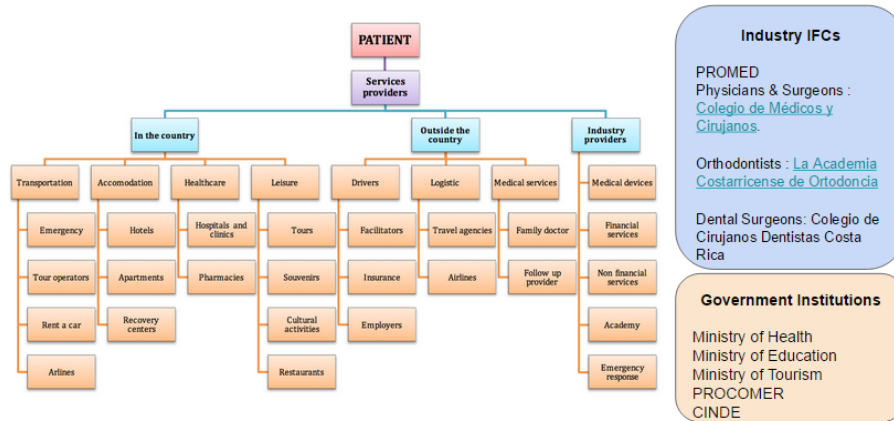 PATIENT
Services
providers
In the country
Outside the
country
Industry
providers
Transportation
Accomodation
Healthcare
Leisure
Drivers
Logistic
Medical services
Medical devices
Emergency
Hotels
Hospitals and
clinics
Tours
Facilitators
Travel agencies
Family doctor
Financial
services
Tour operators
Apartments
Pharmacies
Souvenirs
Insurance
Airlines
Follow up
provider
Non financial
services
Rent a car
Recovery
centers
Cultural
activities
Employers
Academy
Arlines
Restaurants
Emergency
response
Industry IFCs
PROMED
Physicians & Surgeons :
Colegio de Médicos y
Cirujanos.
Orthodontists : La Academia
Costarricense de Ortodoncia
Dental Surgeons: Colegio de
Cirujanos Dentistas Costa
Rica
Government Institutions
Ministry of Health
Ministry of Education
Ministry of Tourism
PROCOMER
CINDE